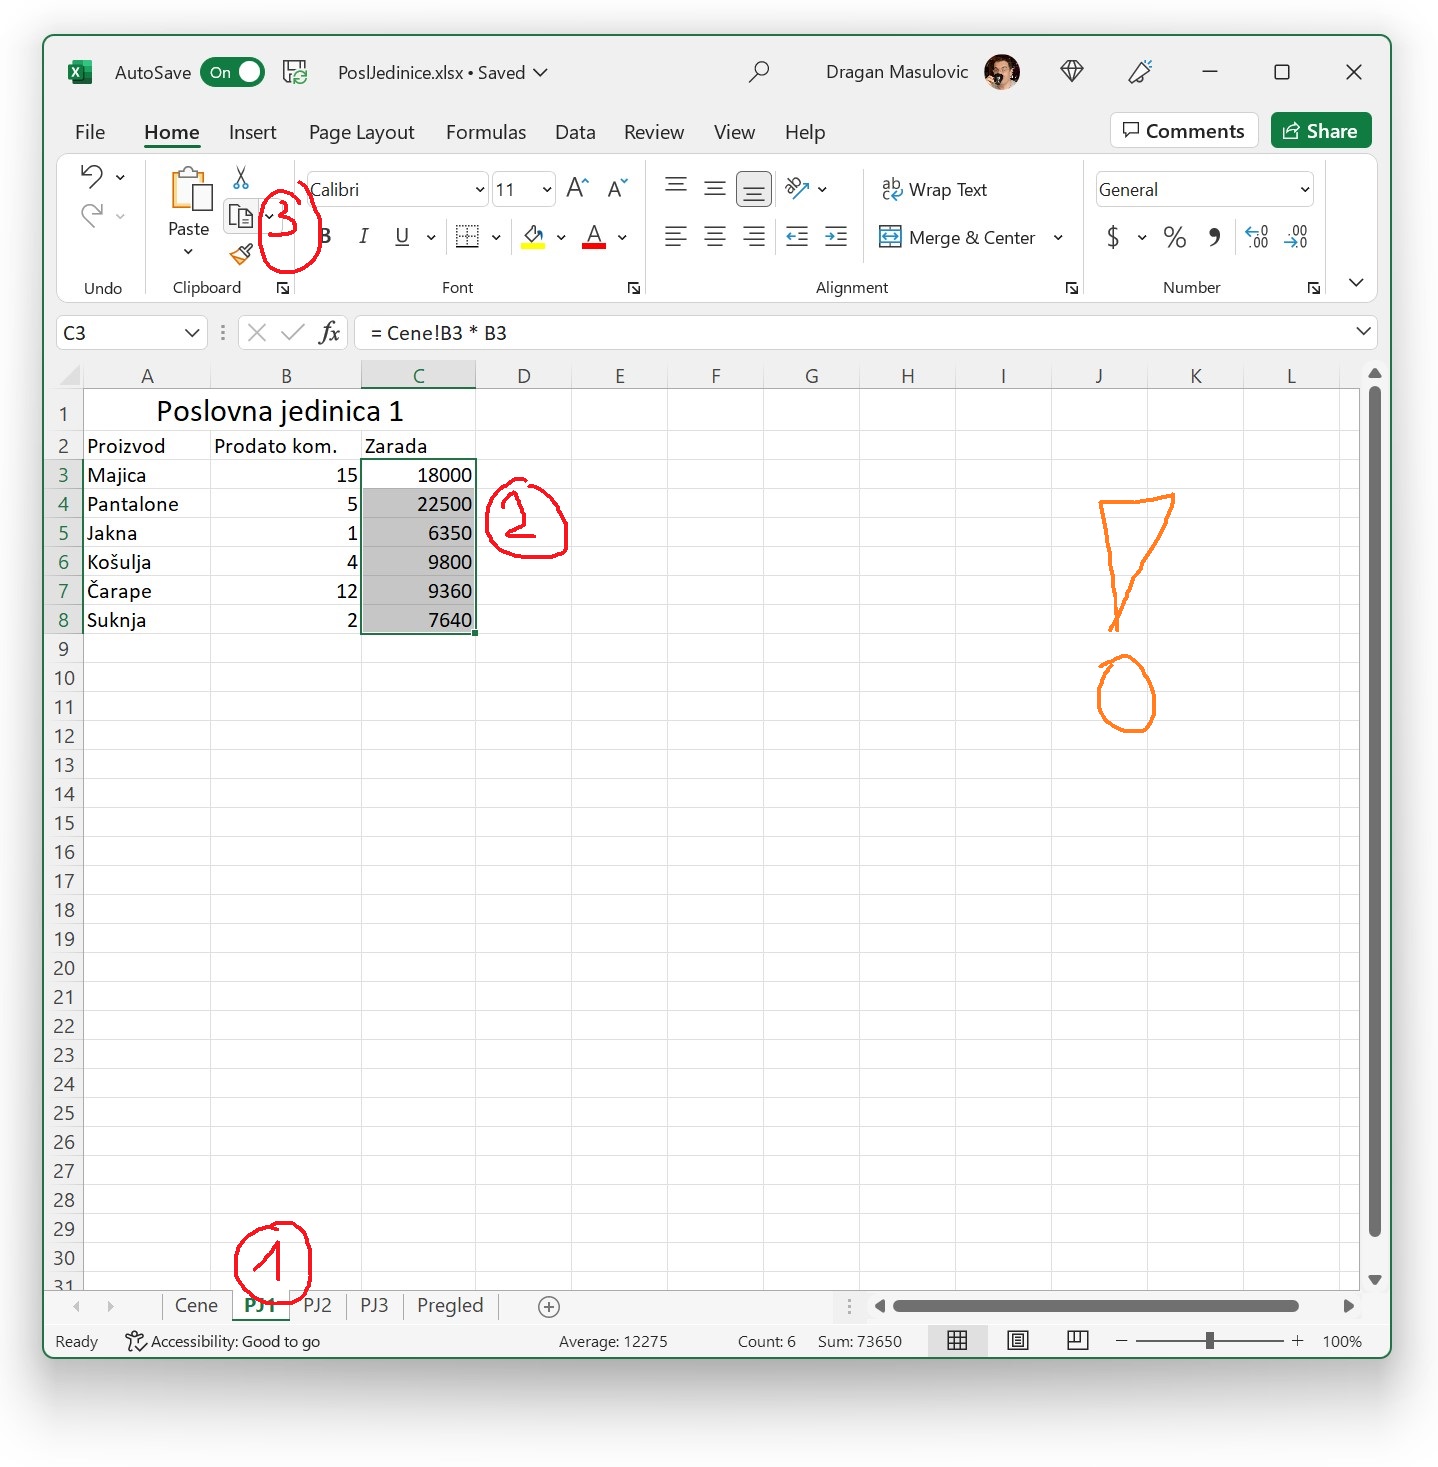 AutoSave On PoslJedinice.xlsx • Saved Dragan Masulovic
File Home Insert Page Layout Formulas Data Review View Help Comments Share
Calibri 11 ab Wrap Text General
3
Paste B I U A Merge & Center $ % 9 .00
Undo Clipboard Font Alignment Number
C3 fx = Cene!B3 * B3
A B C D E F G H I J K L
1 Poslovna jedinica 1
2 Proizvod Prodato kom. Zarada
3 Majica 15 18000
4 Pantalone 5 22500
2
5 Jakna 1 6350
6 Košulja 4 9800
7 Čarape 12 9360
8 Suknja 2 7640
9
10
11
12
13
14
15
16
17
18
19
20
21
22
23
24
25
26
27
28
29
30
1
31
Cene PJ1 PJ2 PJ3 Pregled
Ready Accessibility: Good to go Average: 12275 Count: 6 Sum: 73650 100%